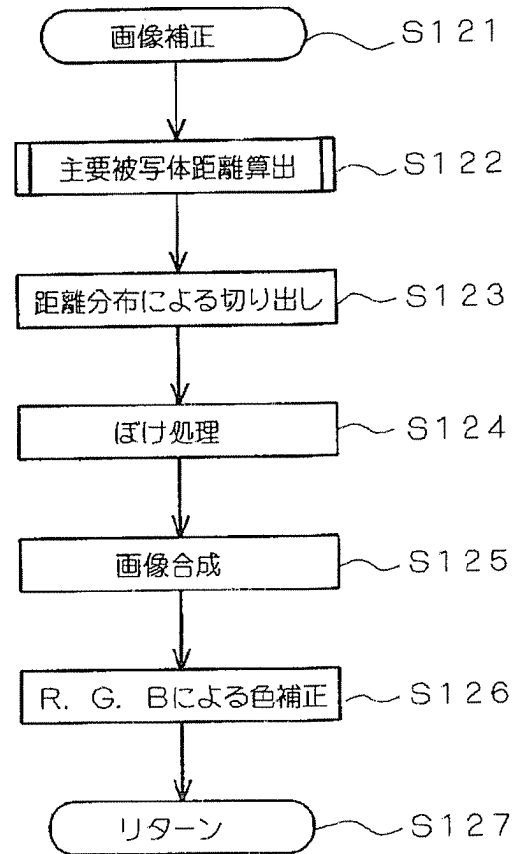 画像補正 S121
主要被写体距離算出 S122
距離分布による切り出し S123
ぼけ処理 S124
画像合成 S125
R. G. Bによる色補正 S126
リターン S127